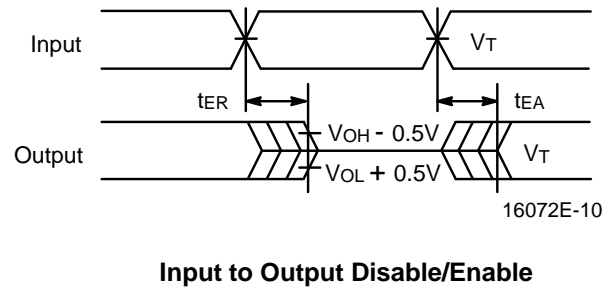 Input
VT
tER
tEA
VOH - 0.5V
Output
VT
VOL + 0.5V
16072E-10
Input to Output Disable/Enable